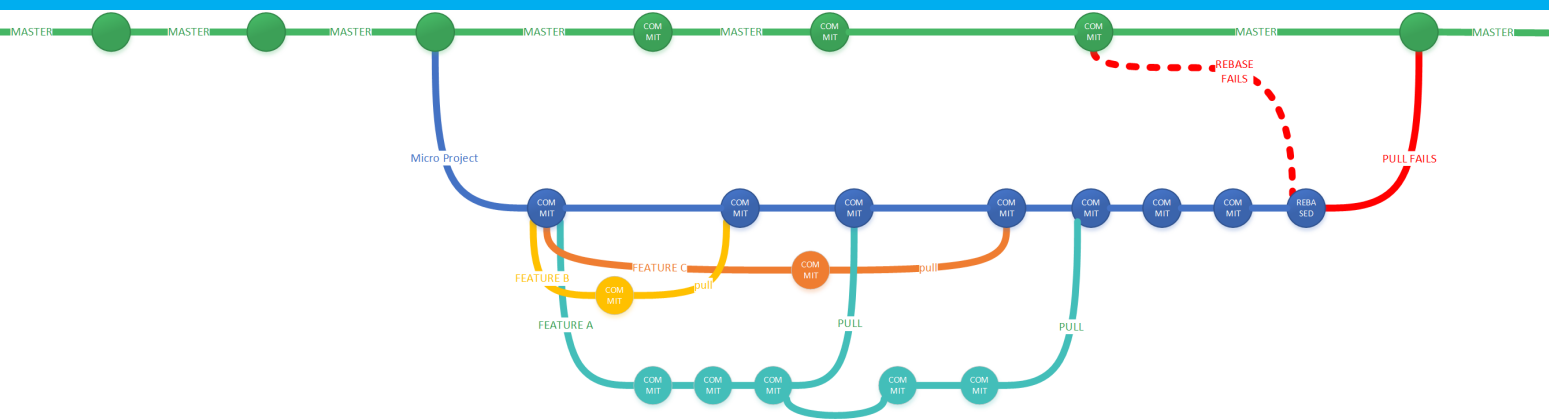 MASTER MASTER MASTER MASTER MASTER MASTER MASTER
COM
MIT
COM
MIT
COM
MIT
REBASE
FAILS
Micro Project
PULL FAILS
COM
MIT
COM
MIT
COM
MIT
COM
MIT
COM
MIT
COM
MIT
COM
MIT
REBA
SED
FEATURE C
COM
MIT
pull
FEATURE B
COM
MIT
pull
FEATURE A
PULL
PULL
COM
MIT
COM
MIT
COM
MIT
COM
MIT
COM
MIT